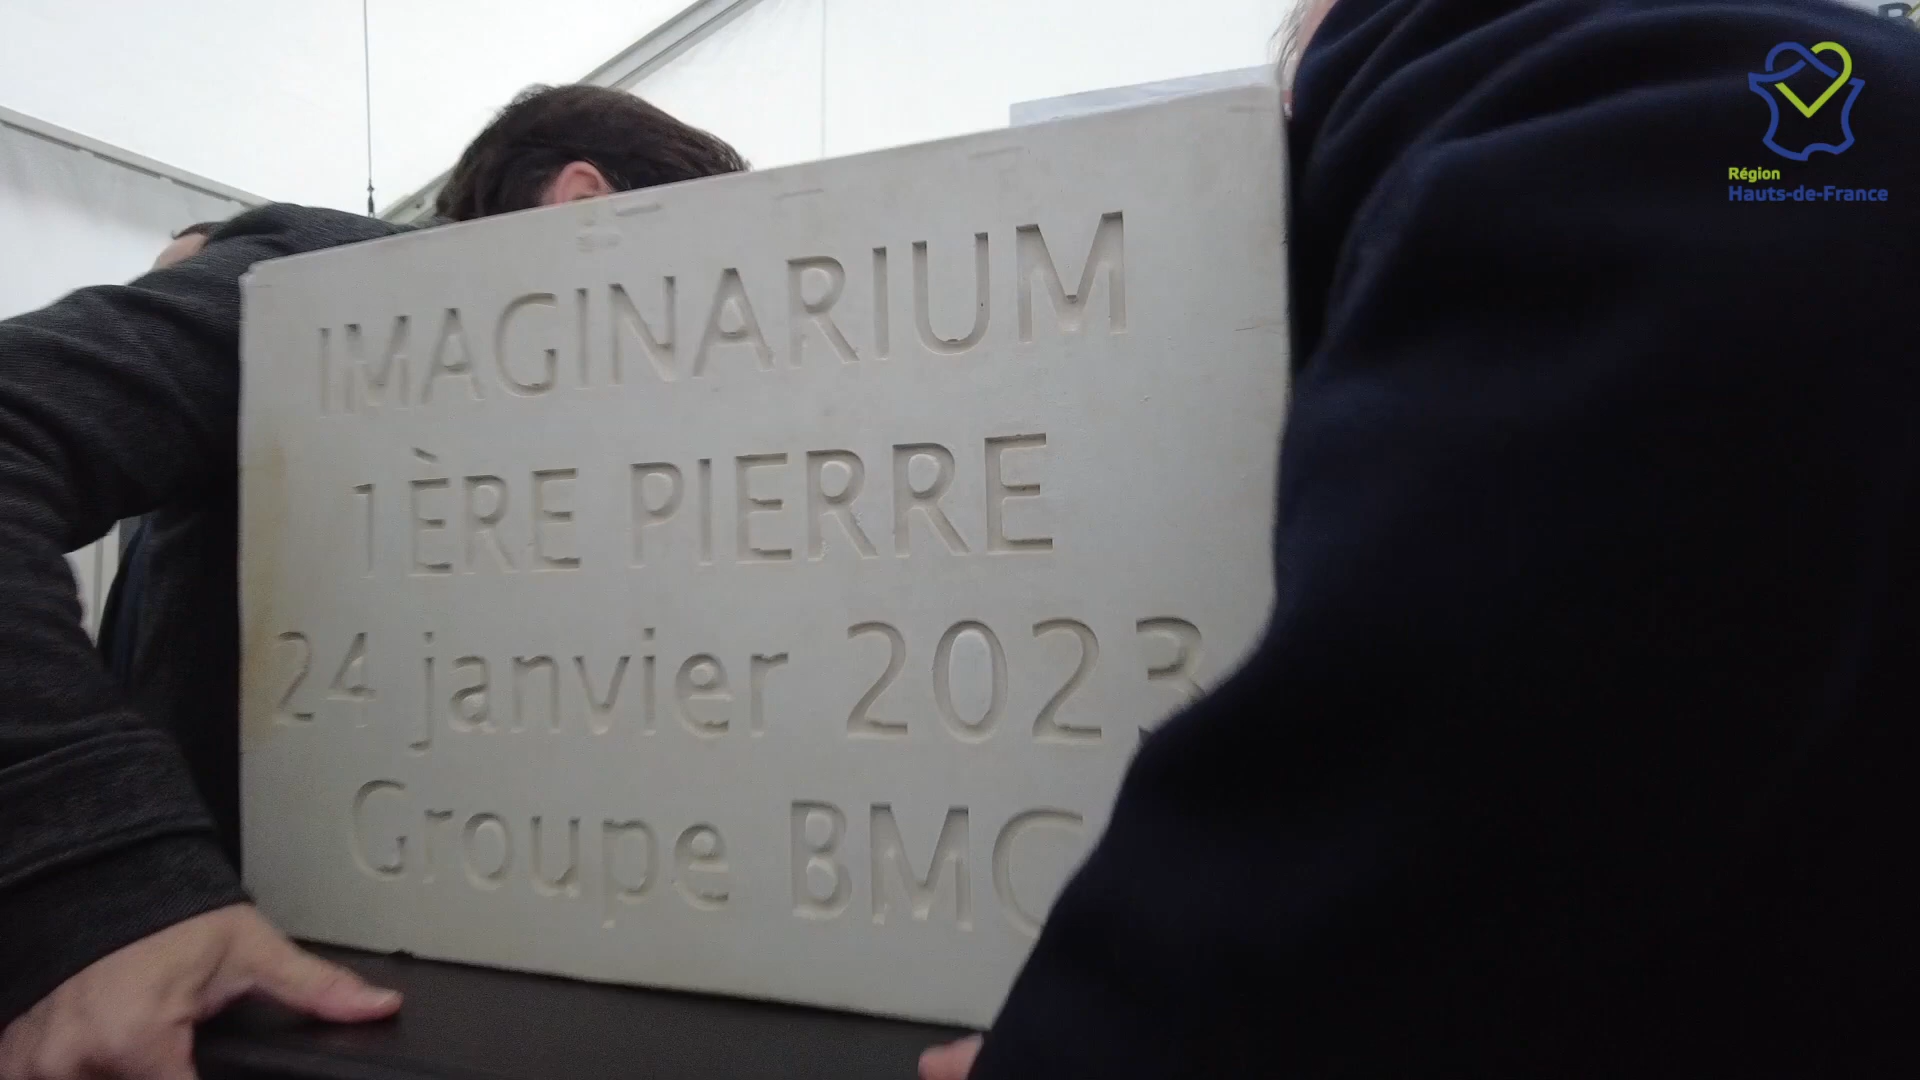 IMAGINARIUM
1ÈRE PIERRE
24 janvier 2023
Groupe BMC
Région
Hauts-de-France